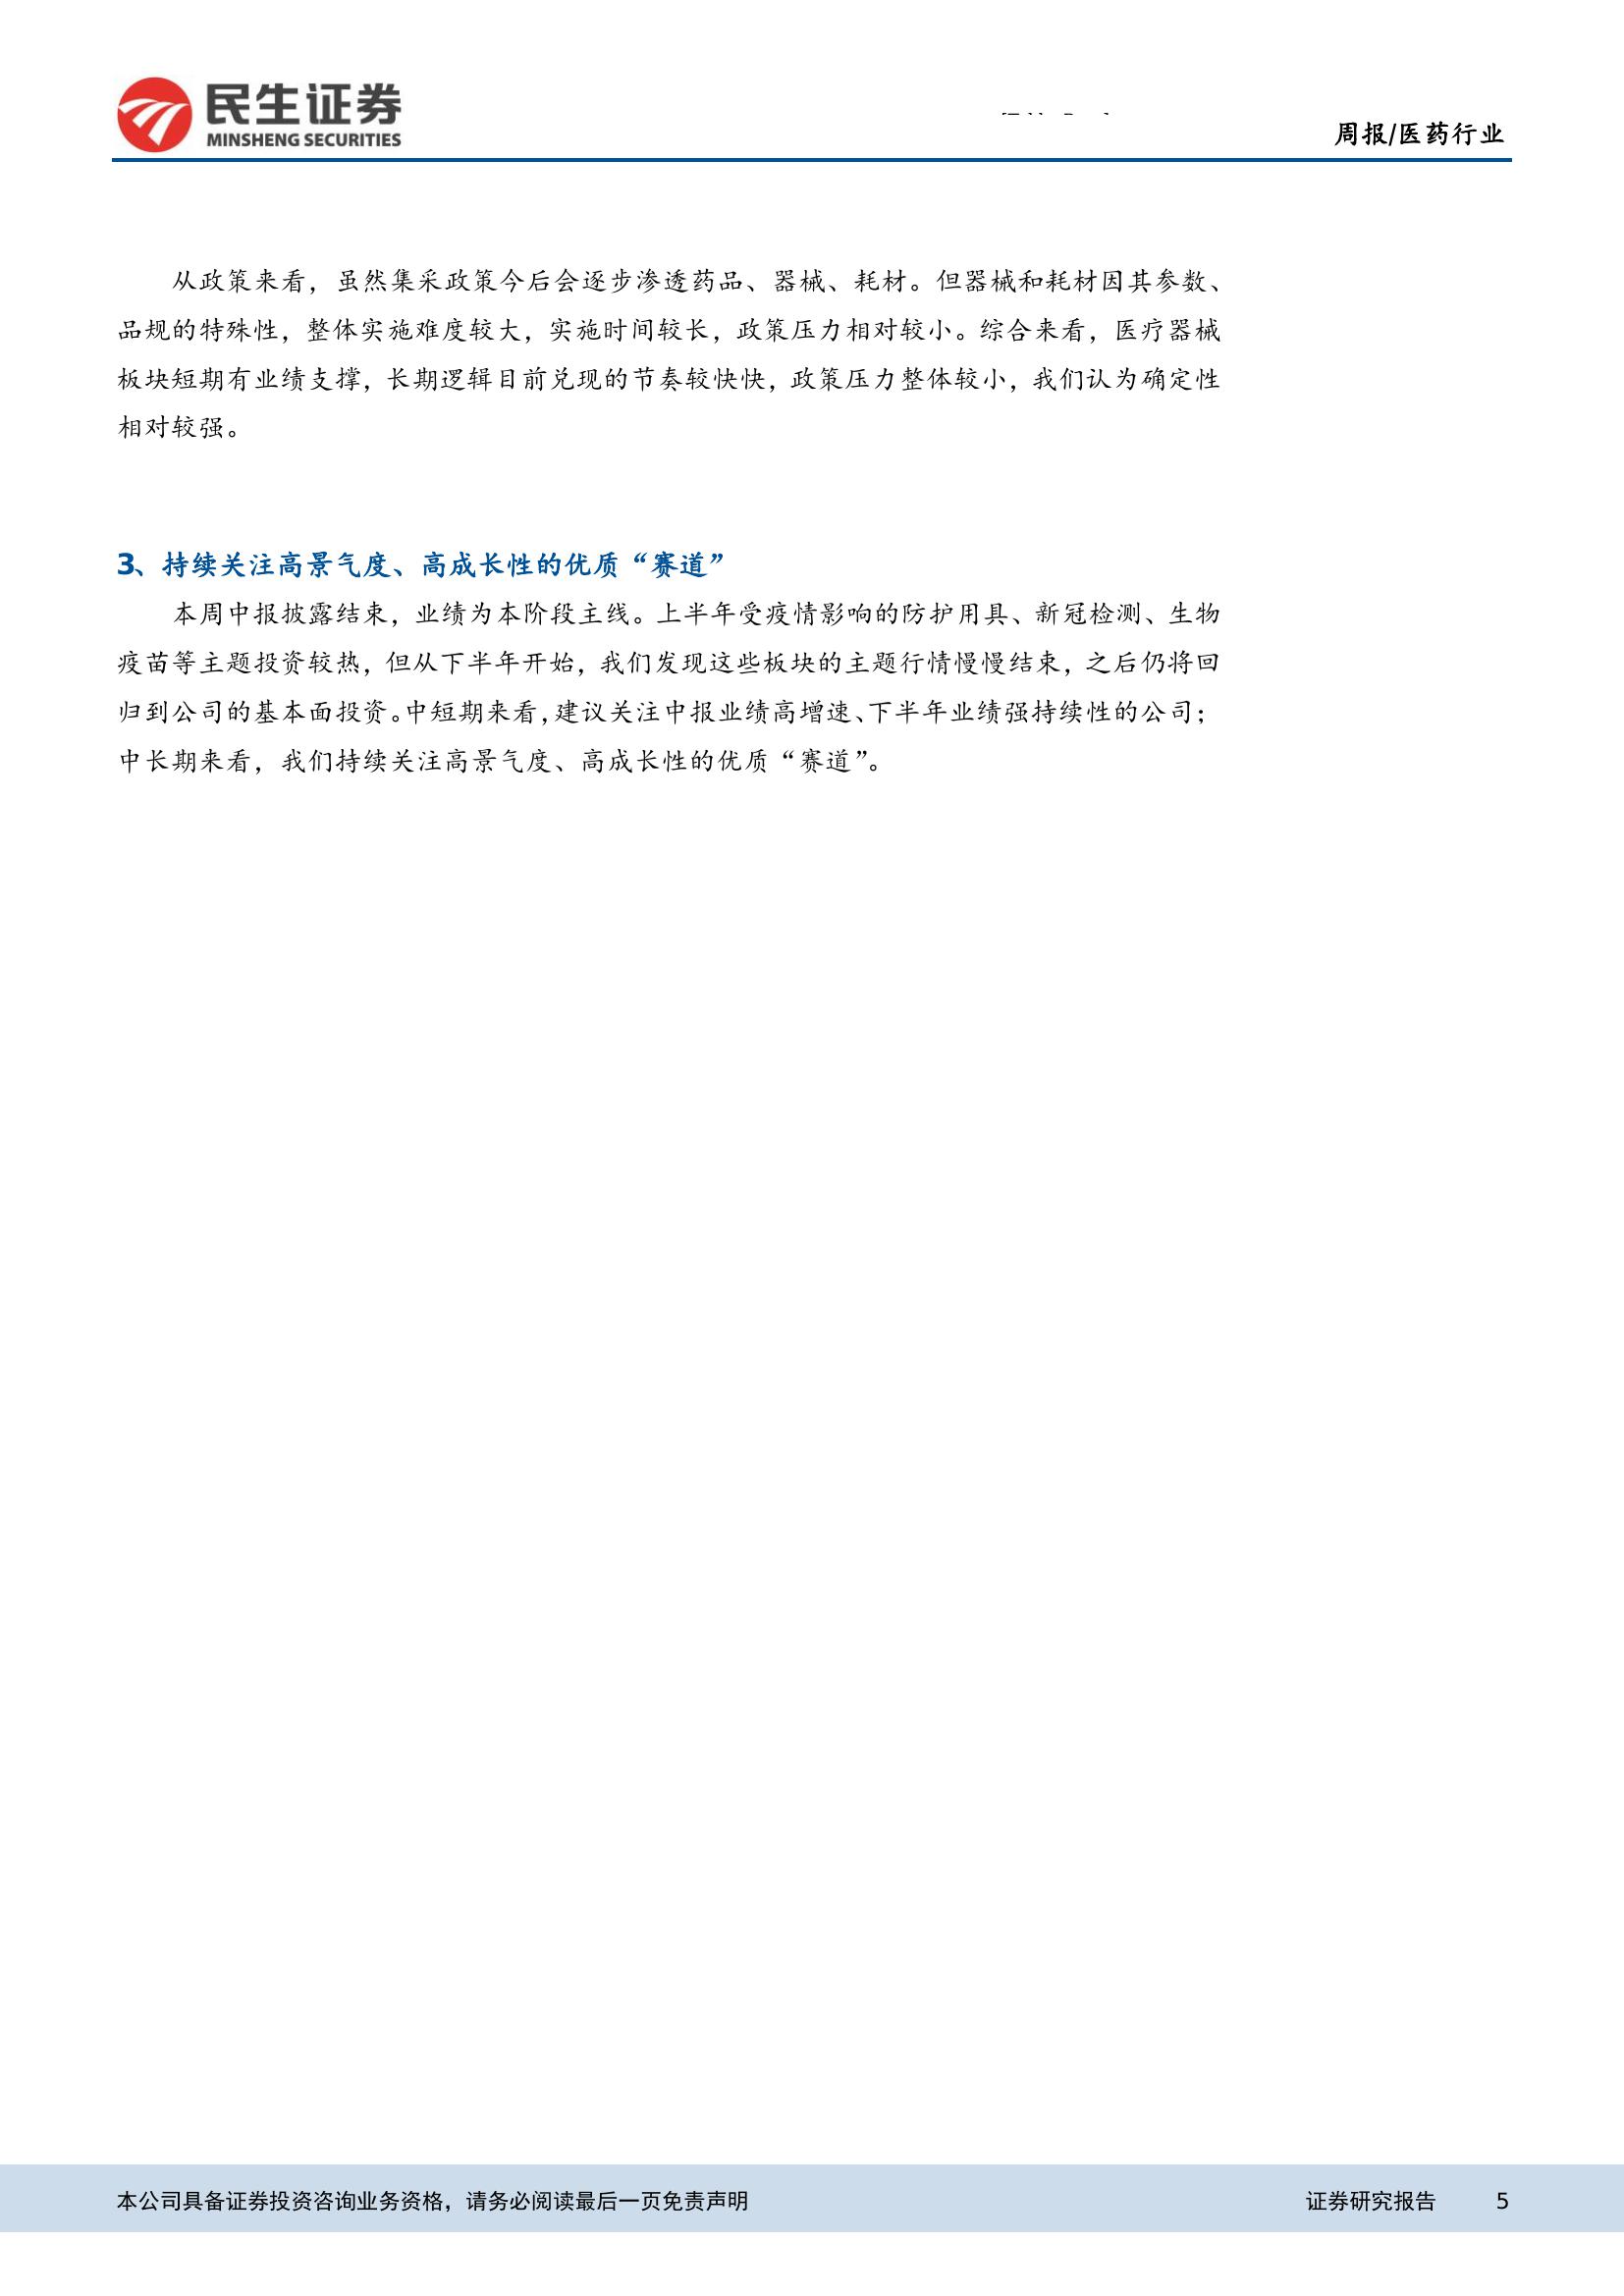 民生证券
MINSHENG SECURITIES
周报/医药行业
从政策来看，虽然集采政策今后会逐步渗透药品、器械、耗材。但器械和耗材因其参数、
品规的特殊性，整体实施难度较大，实施时间较长，政策压力相对较小。综合来看，医疗器械
板块短期有业绩支撑，长期逻辑目前兑现的节奏较快快，政策压力整体较小，我们认为确定性
相对较强。
3、持续关注高景气度、高成长性的优质“赛道”
本周中报披露结束，业绩为本阶段主线。上半年受疫情影响的防护用具、新冠检测、生物
疫苗等主题投资较热，但从下半年开始，我们发现这些板块的主题行情慢慢结束，之后仍将回
归到公司的基本面投资。中短期来看，建议关注中报业绩高增速、下半年业绩强持续性的公司；
中长期来看，我们持续关注高景气度、高成长性的优质“赛道”。
本公司具备证券投资咨询业务资格，请务必阅读最后一页免责声明
证券研究报告 5